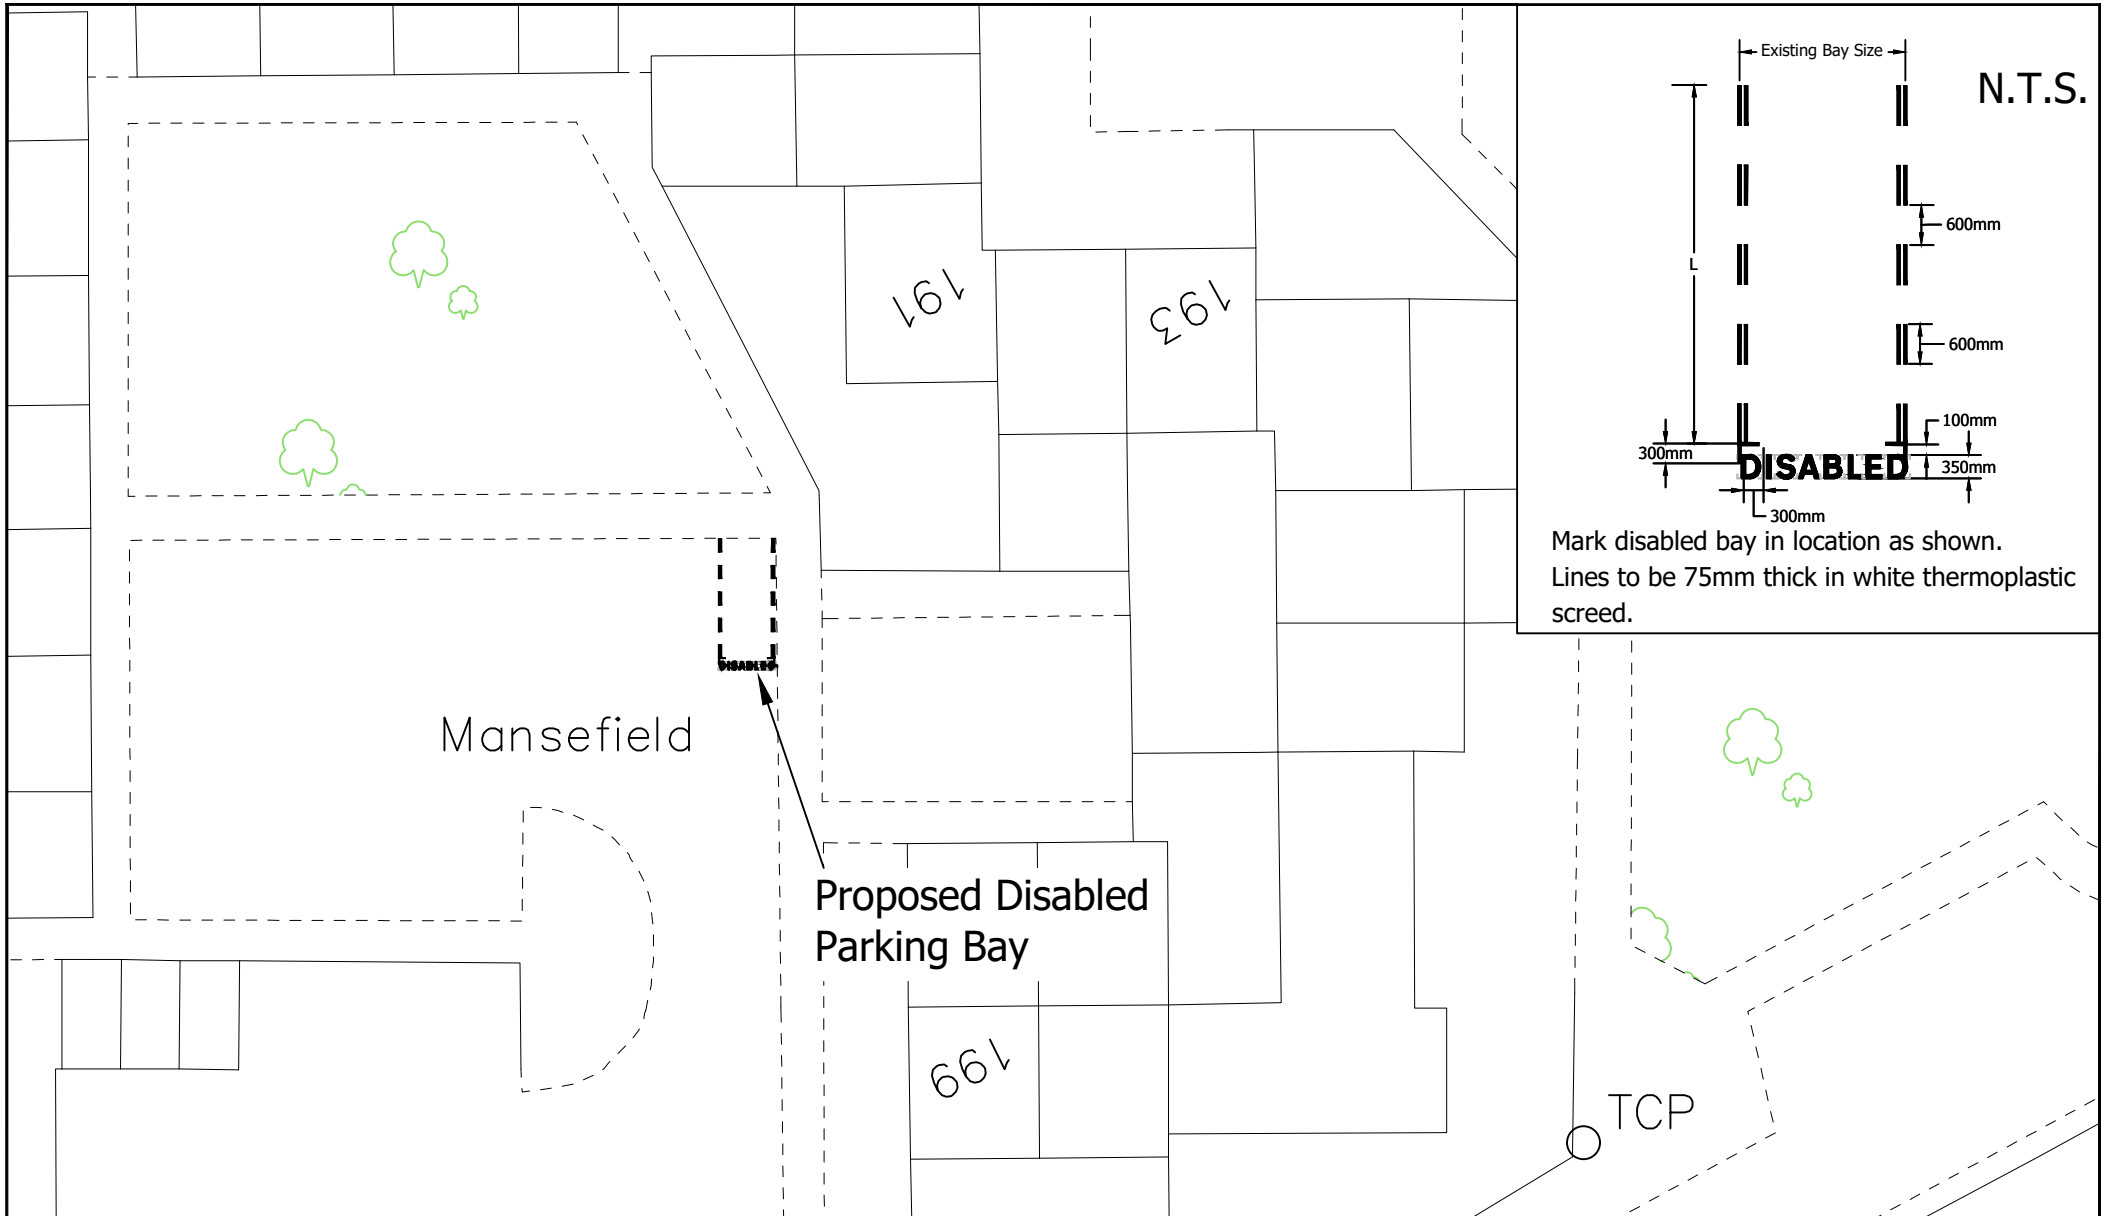 Existing Bay Size
N.T.S.
600mm
L
600mm
100mm
300mm
DISABLED
350mm
300mm
Mark disabled bay in location as shown.
Lines to be 75mm thick in white thermoplastic
screed.
191
193
DISABLED
Mansefield
Proposed Disabled
Parking Bay
199
TCP